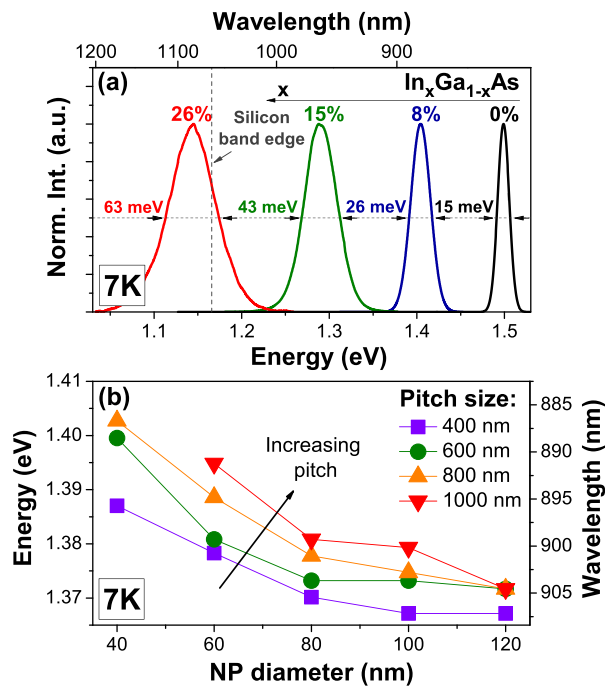 Wavelength (nm)
1200 1100 1000 900
(a)
x
InxGa1-xAs
26%
15%
8%
0%
Silicon
band edge
63 meV
43 meV
26 meV
15 meV
7K
Norm. Int. (a.u.)
1.1 1.2 1.3 1.4 1.5
Energy (eV)
(b)
Pitch size:
400 nm
600 nm
800 nm
1000 nm
Increasing
pitch
7K
1.41
1.40
1.39
1.38
1.37
Energy (eV)
885
890
895
900
905
Wavelength (nm)
40 60 80 100 120
NP diameter (nm)